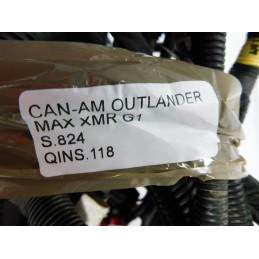 CAN-AM OUTLANDER
MAX XMR G1
S.824
QINS.118